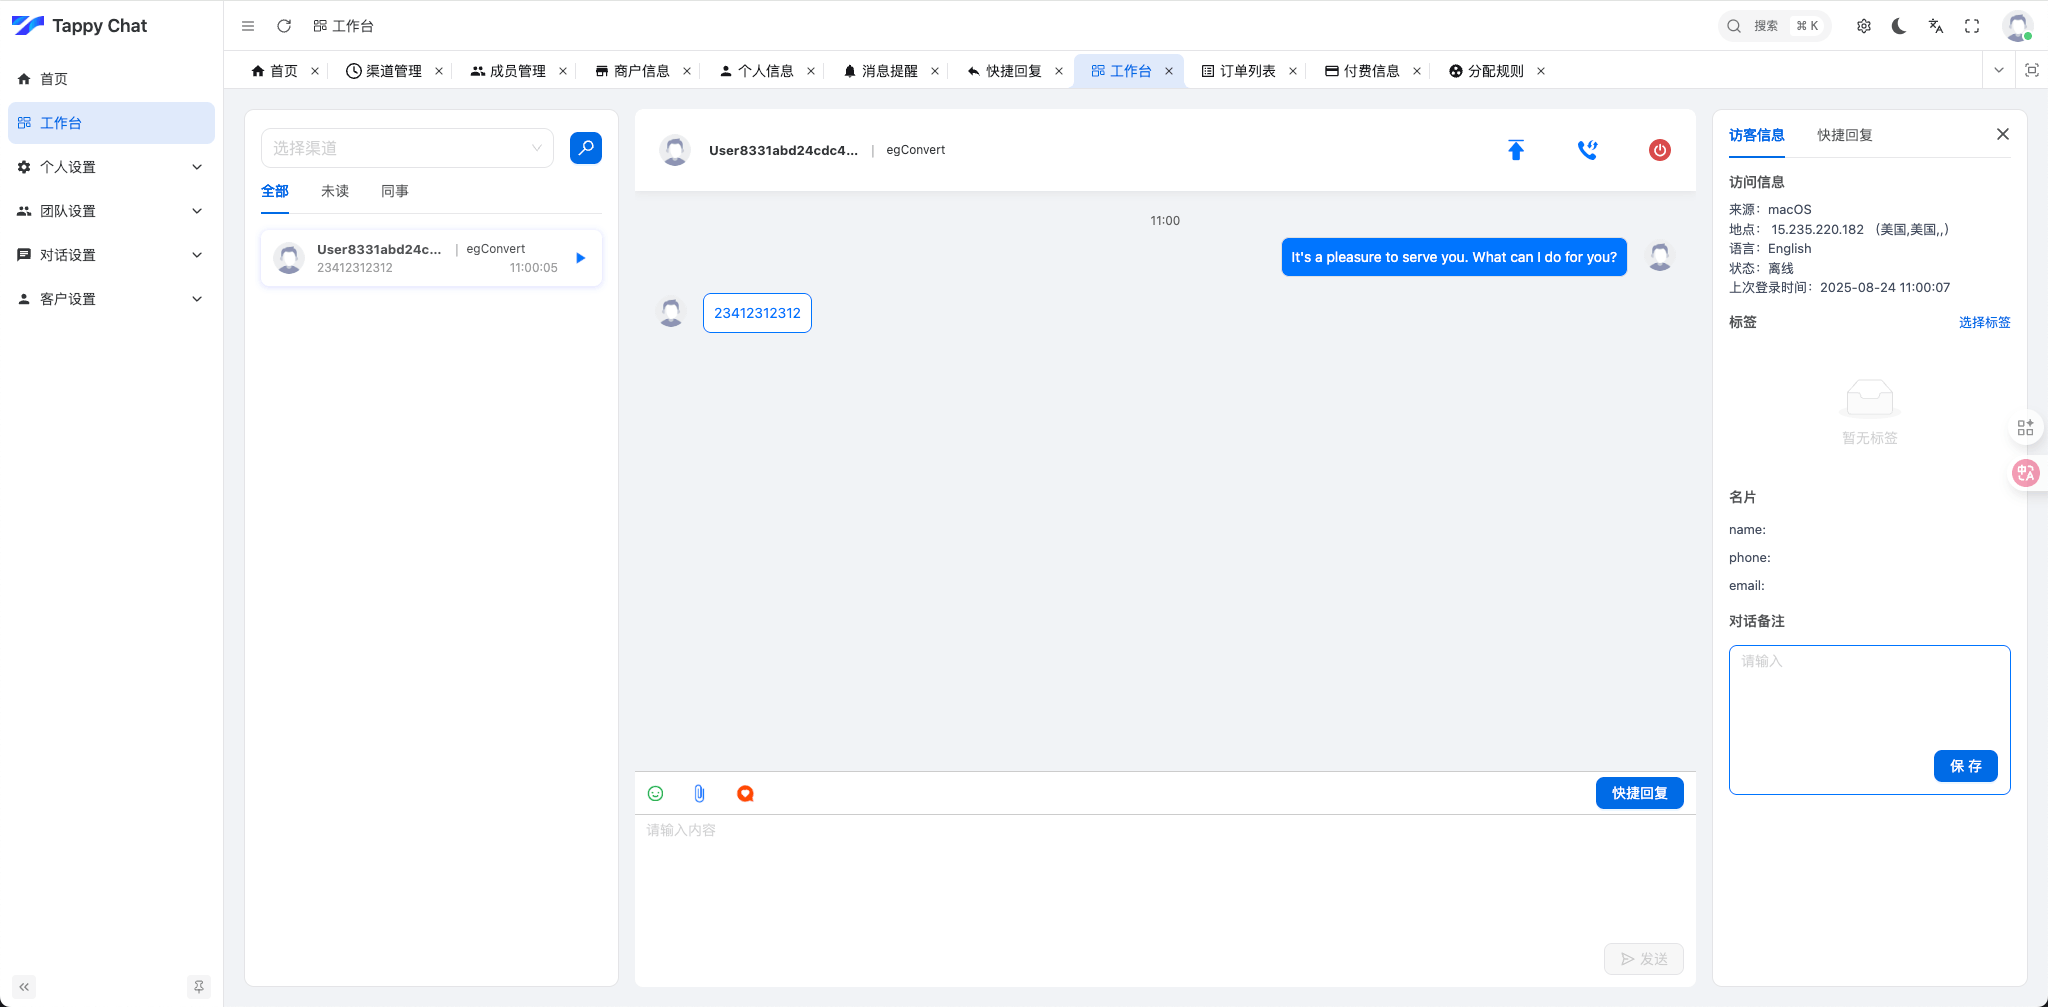 Tappy Chat
工作台
搜索 ⌘ K
首页
工作台
个人设置
团队设置
对话设置
客户设置
首页
渠道管理
成员管理
商户信息
个人信息
消息提醒
快捷回复
工作台
订单列表
付费信息
分配规则
选择渠道
全部 未读 同事
User8331abd24c... | egConvert
23412312312 11:00:05
User8331abd24cdc4... | egConvert
11:00
It's a pleasure to serve you. What can I do for you?
23412312312
快捷回复
请输入内容
发送
访客信息 快捷回复
访问信息
来源：macOS
地点： 15.235.220.182 （美国,美国,,）
语言：English
状态：离线
上次登录时间：2025-08-24 11:00:07
标签 选择标签
暂无标签
名片
name:
phone:
email:
对话备注
请输入
保 存
中A